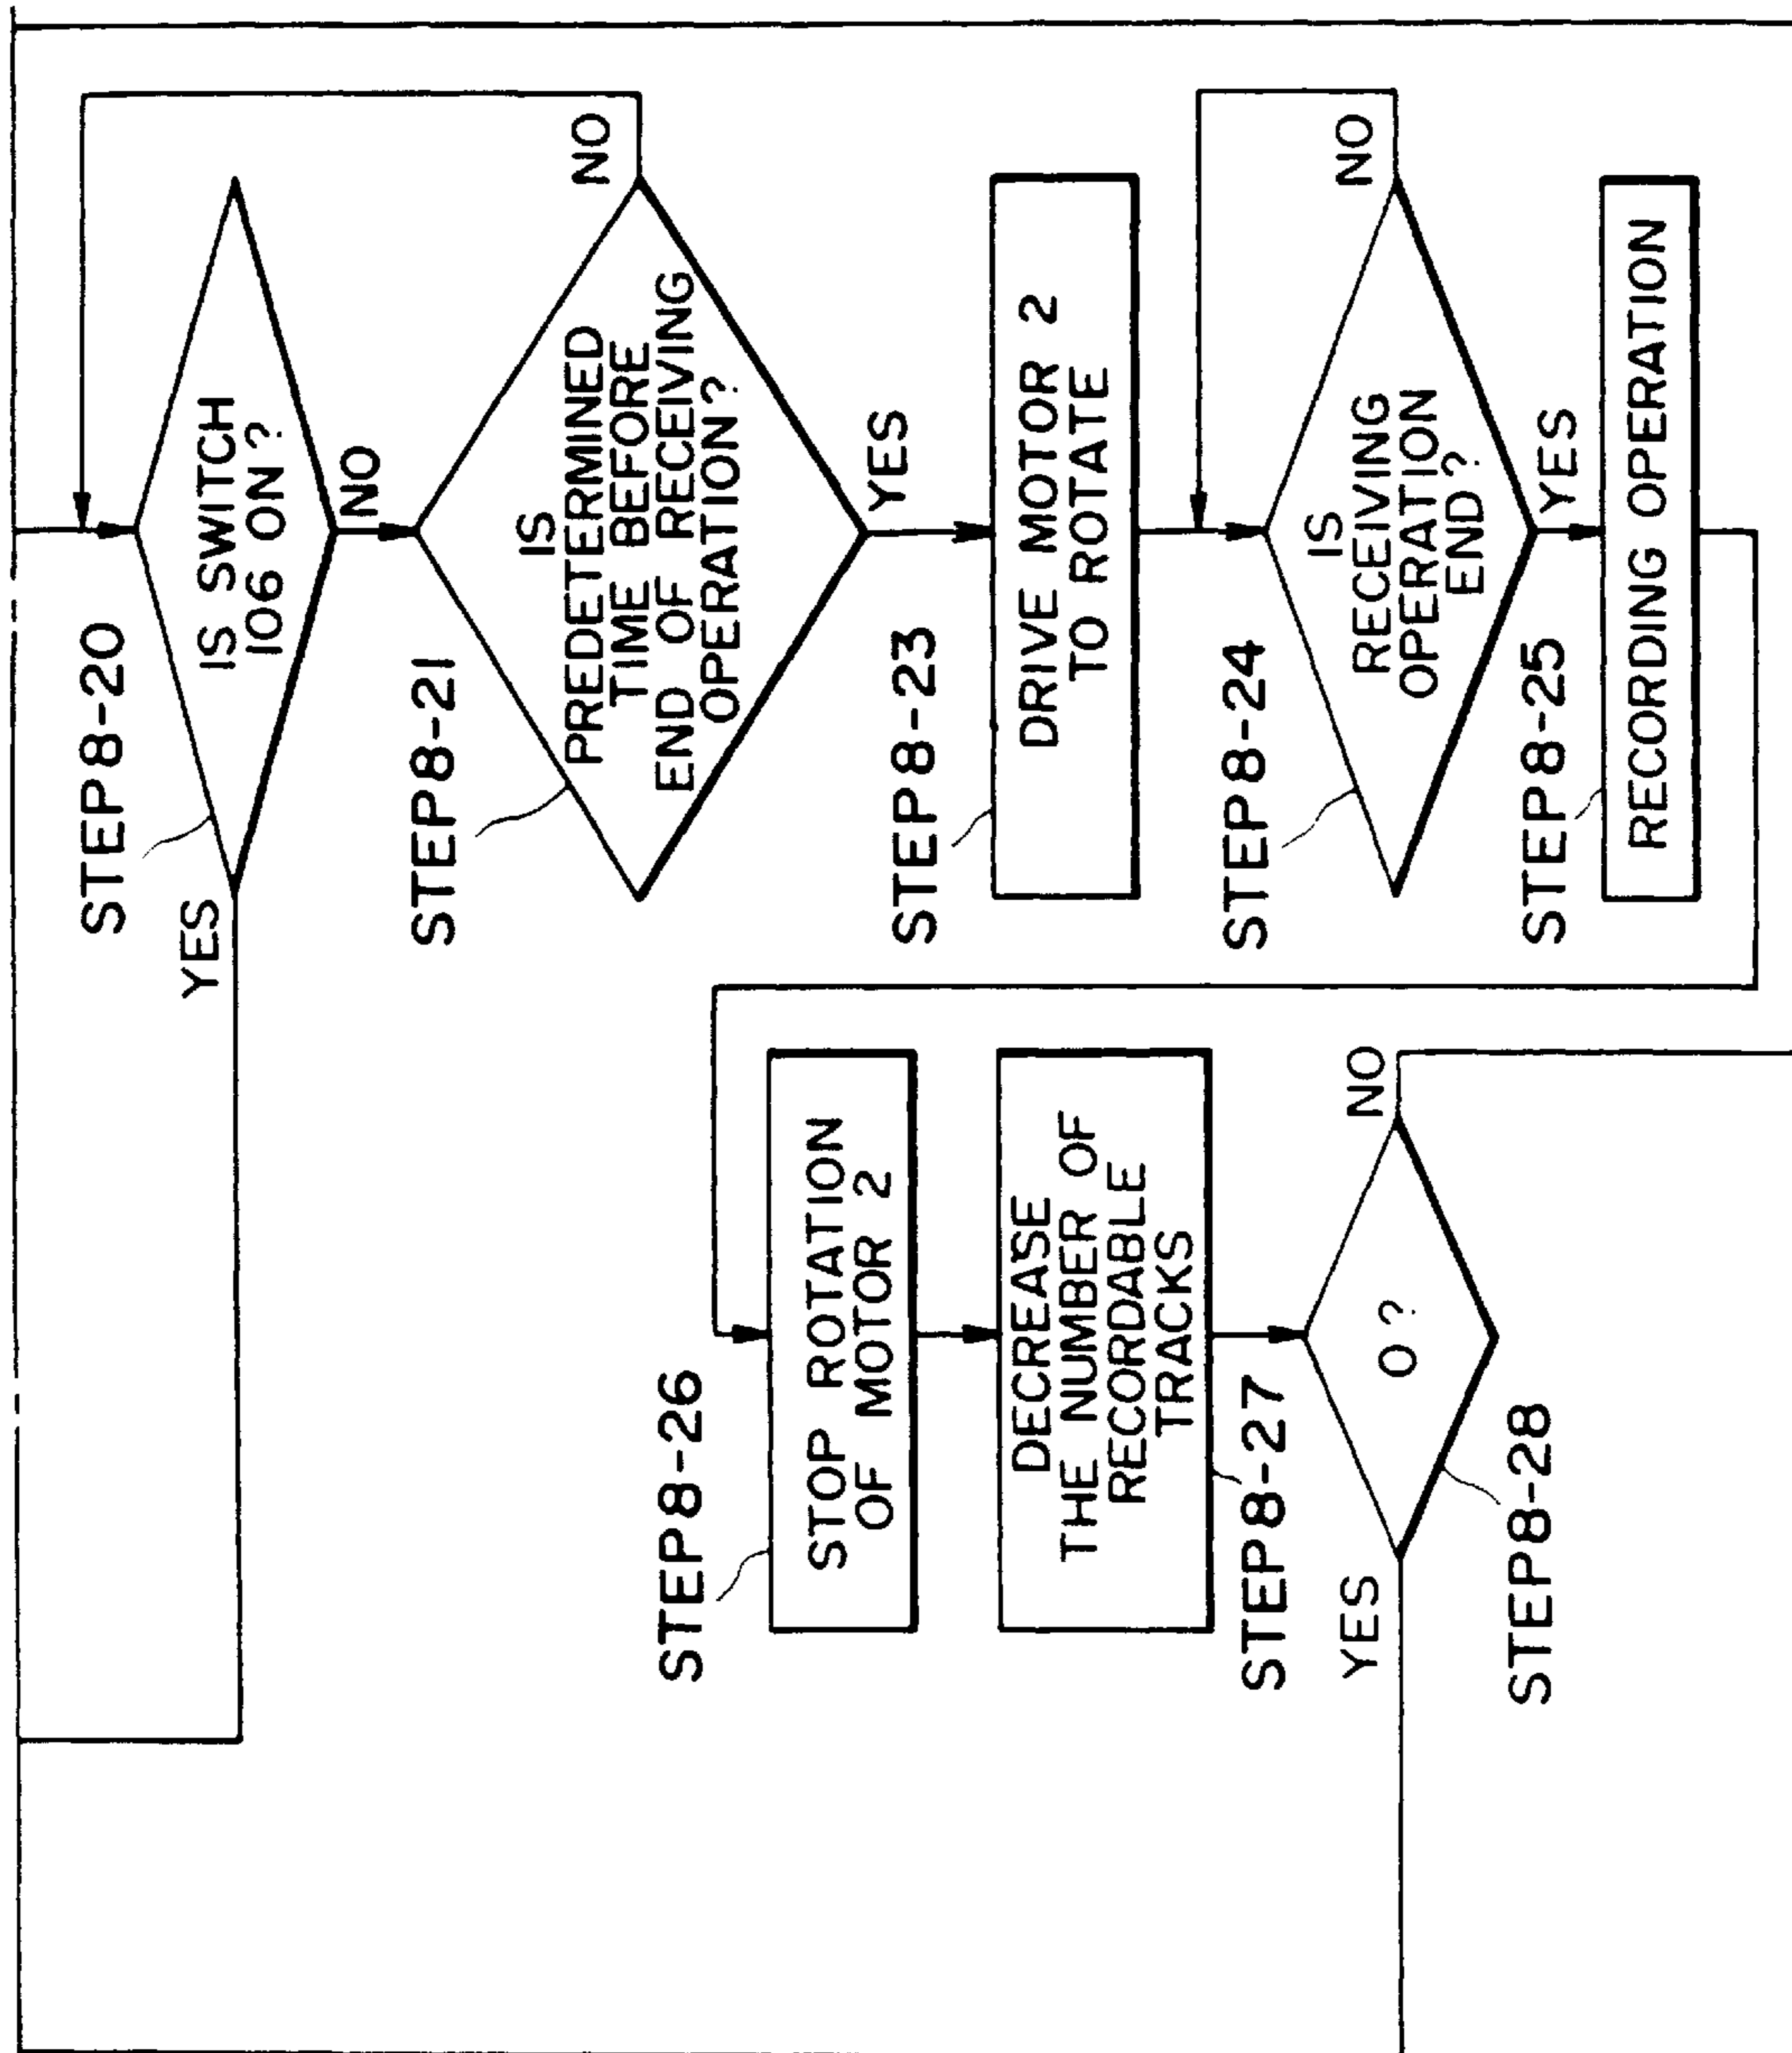 STEP8-20
IS SWITCH
106 ON?
YES
NO
STEP8-21
IS
PREDETERMINED
TIME BEFORE
END OF RECEIVING
OPERATION?
NO
YES
STEP8-23
DRIVE MOTOR 2
TO ROTATE
STEP8-24
IS
RECEIVING
OPERATION
END?
NO
YES
STEP8-25
RECORDING OPERATION
STEP8-26
STOP ROTATION
OF MOTOR 2
DECREASE
THE NUMBER OF
RECORDABLE
TRACKS
STEP8-27
0?
NO
YES
STEP8-28